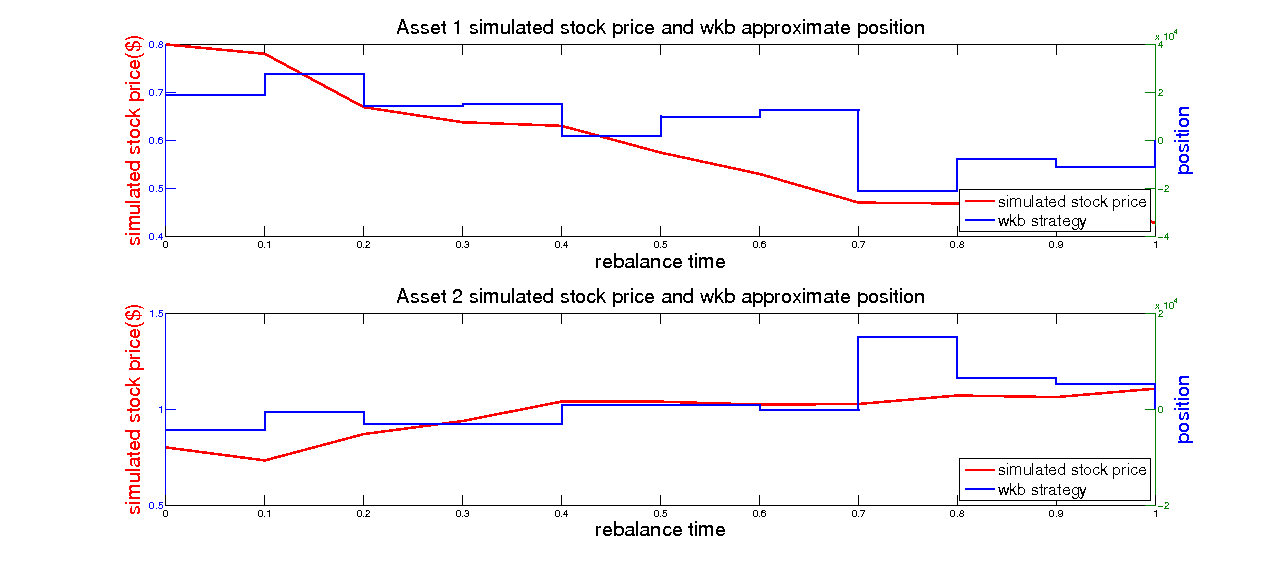 Asset 1 simulated stock price and wkb approximate position
simulated stock price($)
0.8
0.7
0.6
0.5
0.4
x 10^4
4
2
0
-2
-4
position
simulated stock price
wkb strategy
0 0.1 0.2 0.3 0.4 0.5 0.6 0.7 0.8 0.9 1
rebalance time
Asset 2 simulated stock price and wkb approximate position
simulated stock price($)
1.5
1
0.5
x 10^4
2
0
-2
position
simulated stock price
wkb strategy
0 0.1 0.2 0.3 0.4 0.5 0.6 0.7 0.8 0.9 1
rebalance time